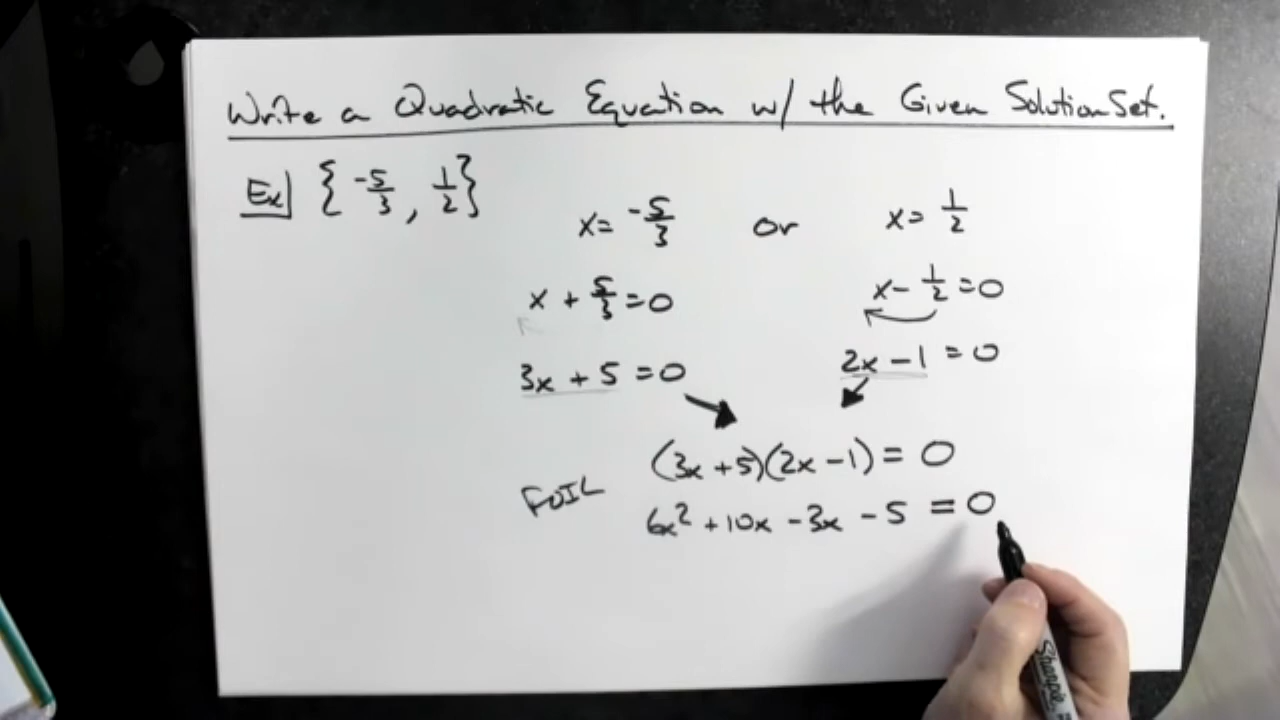 Write a Quadratic Equation w/ the Given Solution Set.
Ex] { -5/3 , 1/2 }
x = -5/3 or x = 1/2
x + 5/3 = 0 x - 1/2 = 0
3x + 5 = 0 2x - 1 = 0
(3x + 5)(2x - 1) = 0
FOIL 6x² + 10x - 3x - 5 = 0
Sharpie